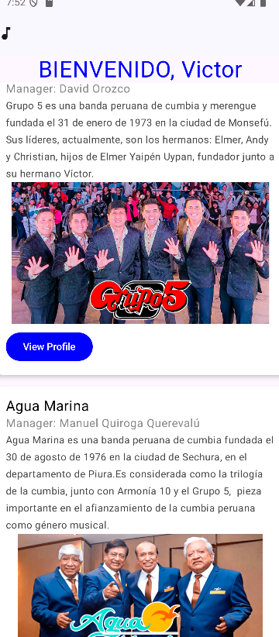 7:52
BIENVENIDO, Victor
Manager: David Orozco
Grupo 5 es una banda peruana de cumbia y merengue
fundada el 31 de enero de 1973 en la ciudad de Monsefú.
Sus líderes, actualmente, son los hermanos: Elmer, Andy
y Christian, hijos de Elmer Yaipén Uypan, fundador junto a
su hermano Víctor.
Grupo5
View Profile
Agua Marina
Manager: Manuel Quiroga Querevalú
Agua Marina es una banda peruana de cumbia fundada el
30 de agosto de 1976 en la ciudad de Sechura, en el
departamento de Piura.Es considerada como la trilogía
de la cumbia, junto con Armonía 10 y el Grupo 5,  pieza
importante en el afianzamiento de la cumbia peruana
como género musical.
Agua